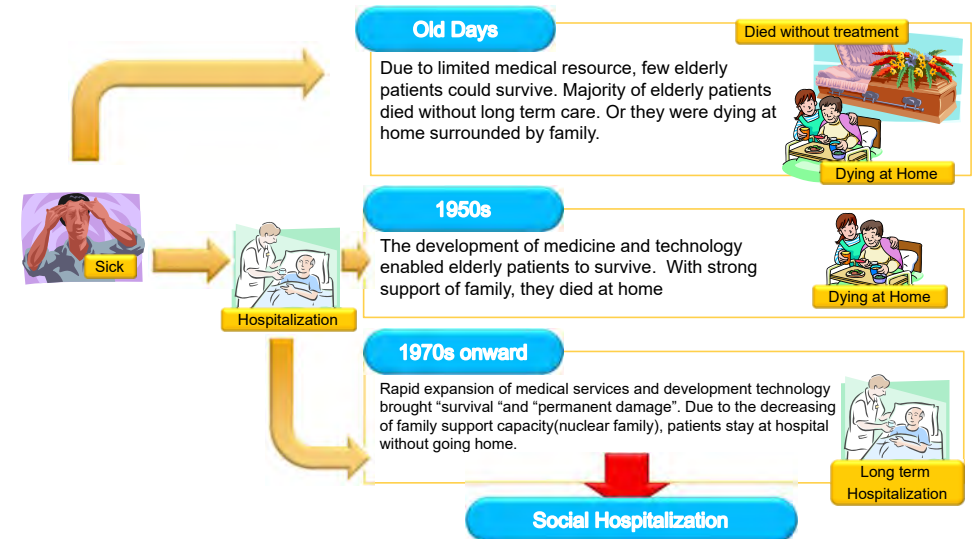 Old Days
Died without treatment
Due to limited medical resource, few elderly
patients could survive. Majority of elderly patients
died without long term care. Or they were dying at
home surrounded by family.
Dying at Home
Sick
Hospitalization
1950s
The development of medicine and technology
enabled elderly patients to survive.  With strong
support of family, they died at home
Dying at Home
1970s onward
Rapid expansion of medical services and development technology
brought “survival “and “permanent damage”. Due to the decreasing
of family support capacity(nuclear family), patients stay at hospital
without going home.
Long term
Hospitalization
Social Hospitalization